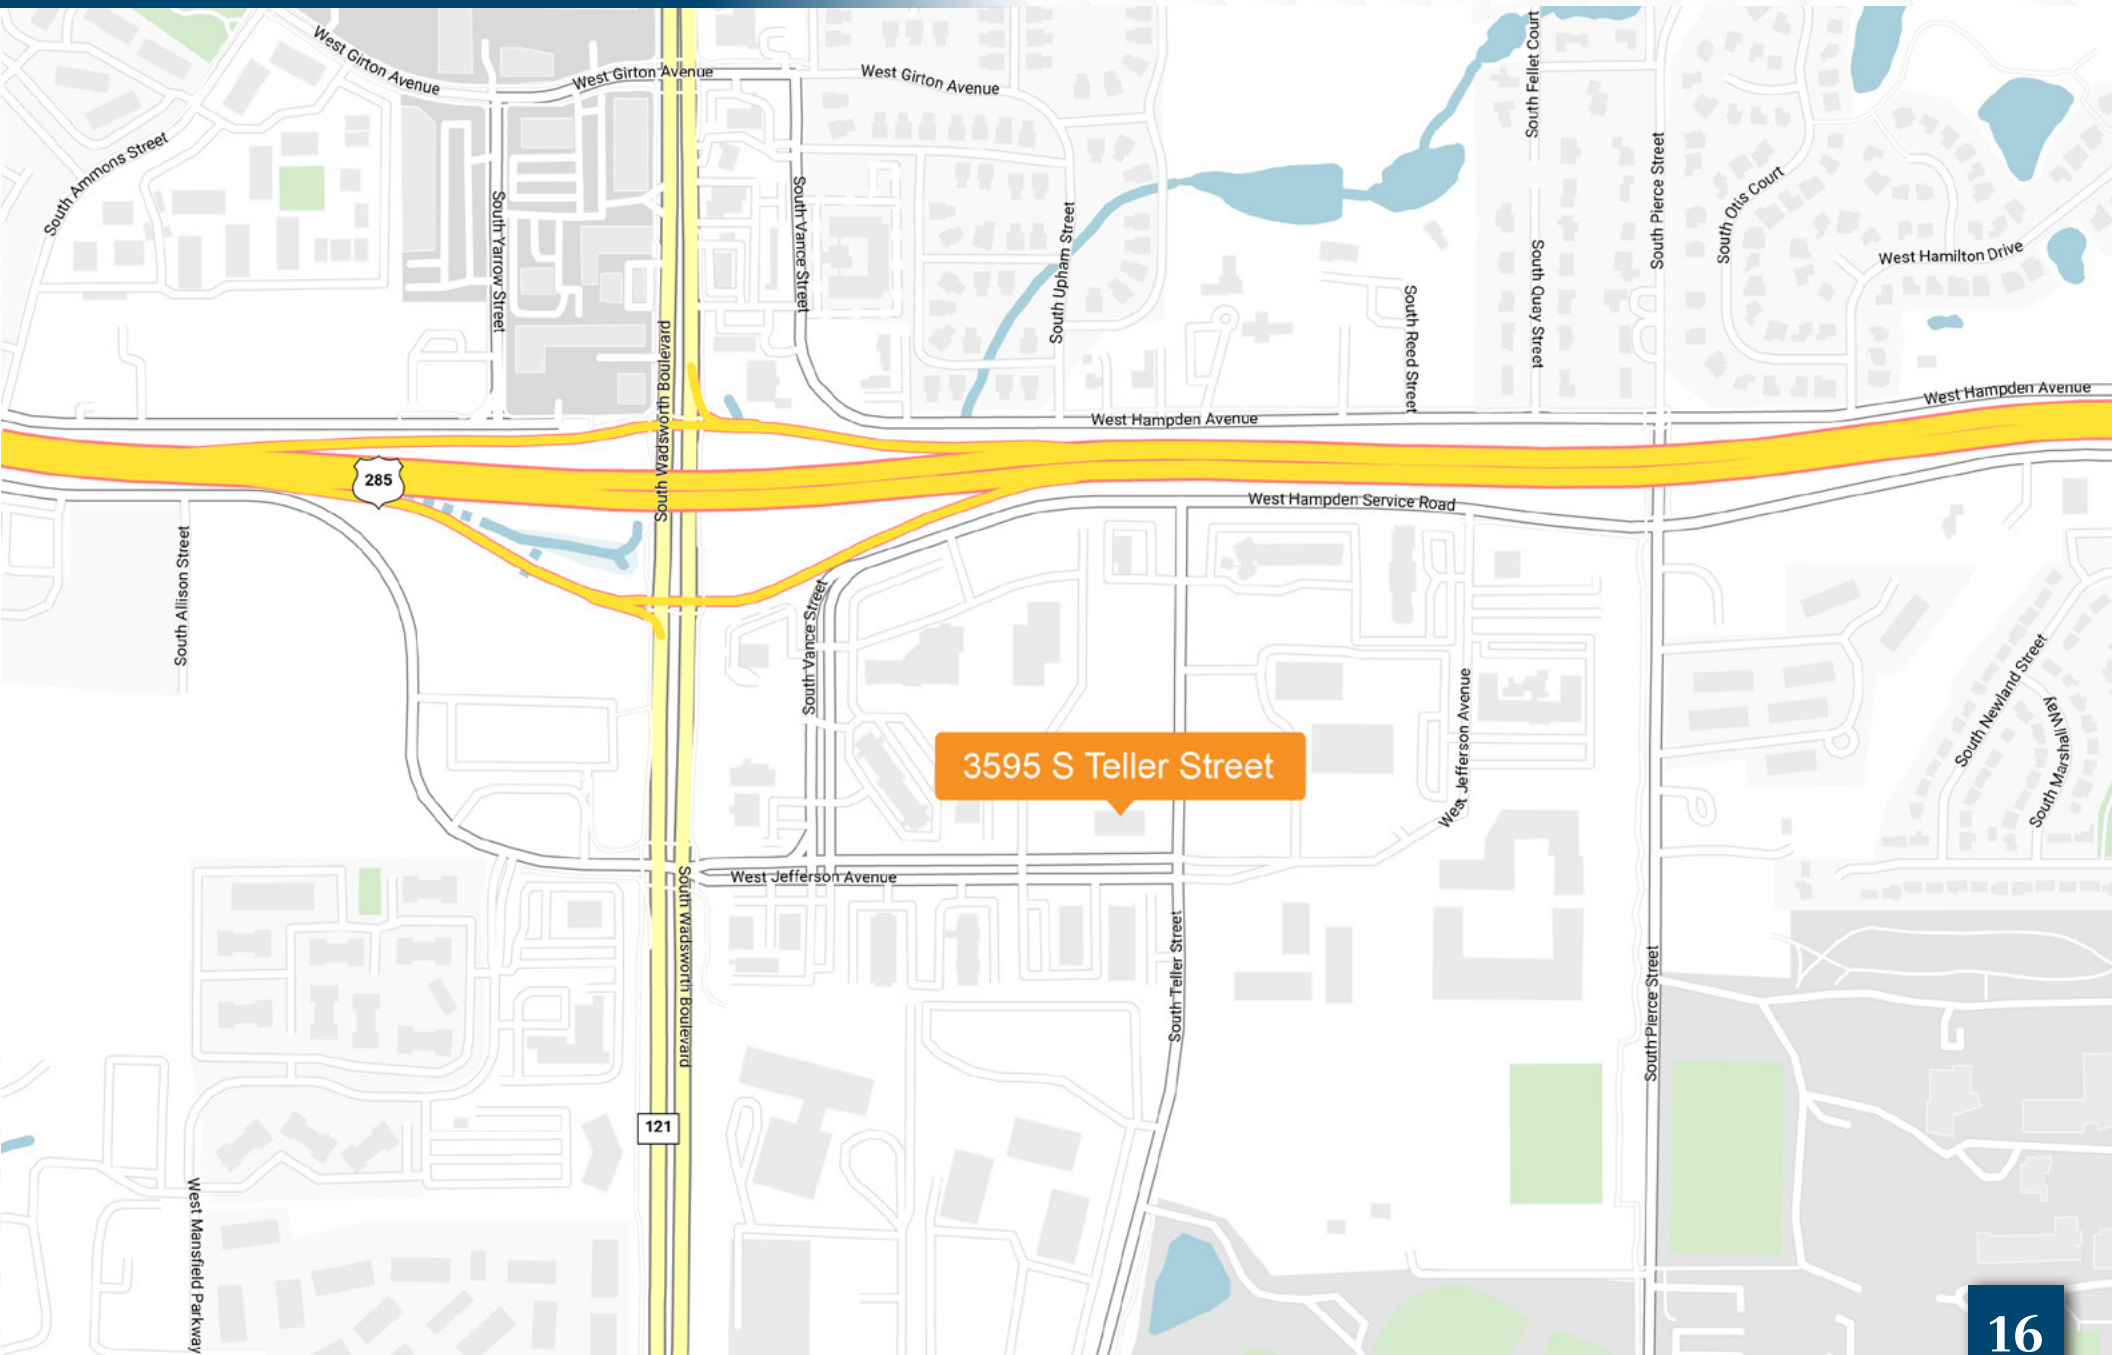 South Fellet Court
West Girton Avenue
West Girton Avenue
West Girton Avenue
South Ammons Street
South Yarrow Street
South Vance Street
South Upham Street
South Pierce Street
South Otis Court
West Hamilton Drive
South Quay Street
South Reed Street
South Wadsworth Boulevard
West Hampden Avenue
West Hampden Avenue
285
West Hampden Service Road
South Allison Street
South Vance Street
South Newland Street
South Marshall Way
West Jefferson Avenue
3595 S Teller Street
West Jefferson Avenue
South Wadsworth Boulevard
South Teller Street
South Pierce Street
121
West Mansfield Parkway
16